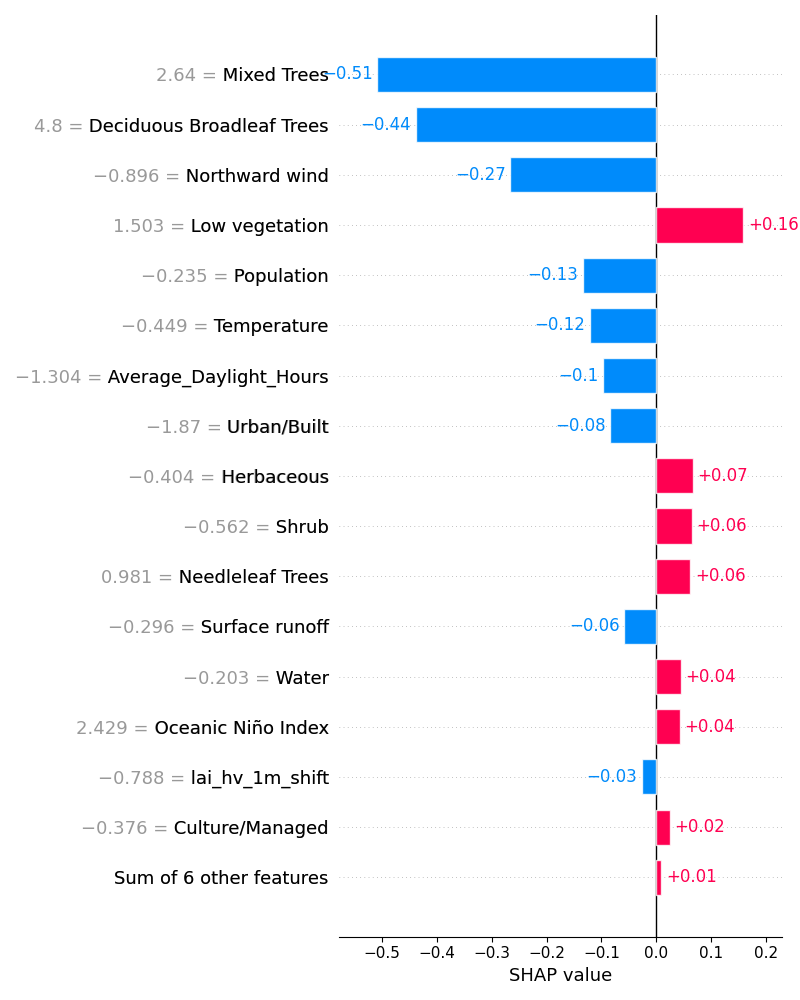 2.64 = Mixed Trees −0.51
4.8 = Deciduous Broadleaf Trees −0.44
−0.896 = Northward wind −0.27
1.503 = Low vegetation +0.16
−0.235 = Population −0.13
−0.449 = Temperature −0.12
−1.304 = Average_Daylight_Hours −0.1
−1.87 = Urban/Built −0.08
−0.404 = Herbaceous +0.07
−0.562 = Shrub +0.06
0.981 = Needleleaf Trees +0.06
−0.296 = Surface runoff −0.06
−0.203 = Water +0.04
2.429 = Oceanic Niño Index +0.04
−0.788 = lai_hv_1m_shift −0.03
−0.376 = Culture/Managed +0.02
Sum of 6 other features +0.01
−0.5 −0.4 −0.3 −0.2 −0.1 0.0 0.1 0.2
SHAP value